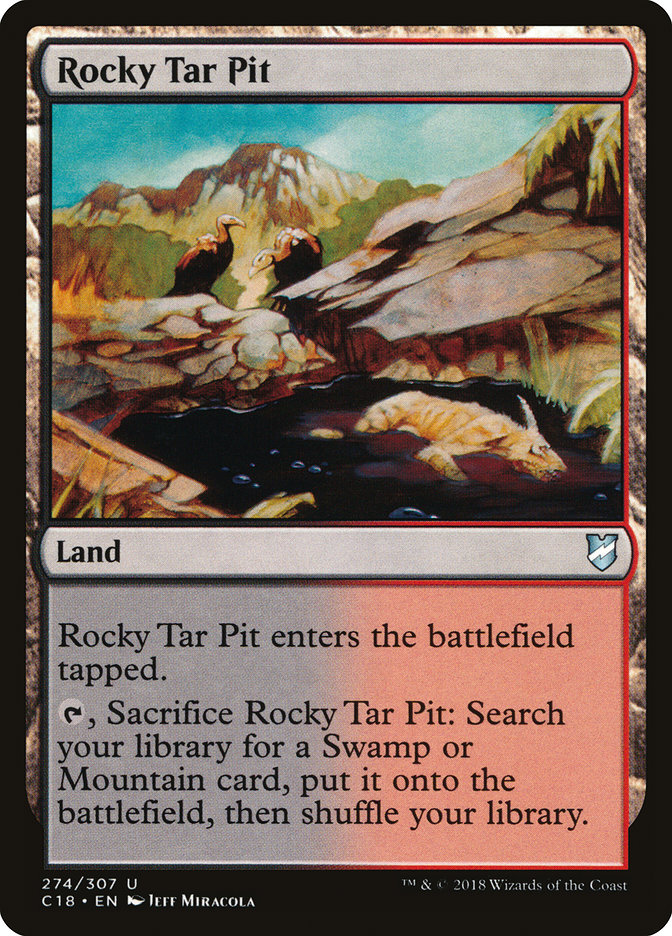 Rocky Tar Pit
Land
Rocky Tar Pit enters the battlefield
tapped.
, Sacrifice Rocky Tar Pit: Search
your library for a Swamp or
Mountain card, put it onto the
battlefield, then shuffle your library.
274/307 U
™ & © 2018 Wizards of the Coast
C18 • EN Jeff Miracola